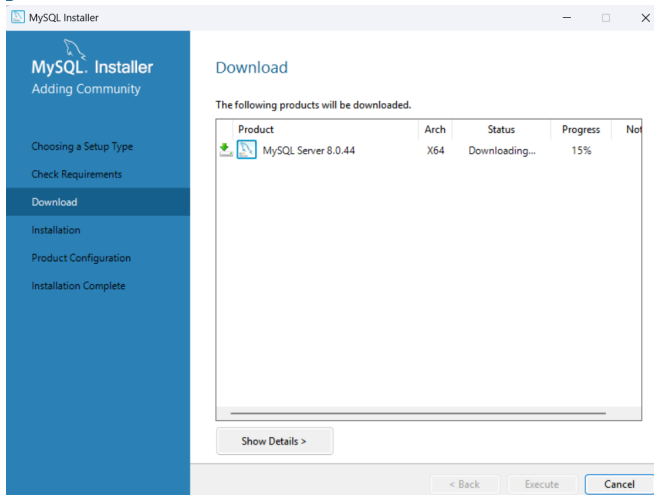 MySQL Installer
MySQL. Installer
Adding Community
Choosing a Setup Type
Check Requirements
Download
Installation
Product Configuration
Installation Complete
Download
The following products will be downloaded.
Product Arch Status Progress Not
MySQL Server 8.0.44 X64 Downloading... 15%
Show Details >
< Back Execute Cancel